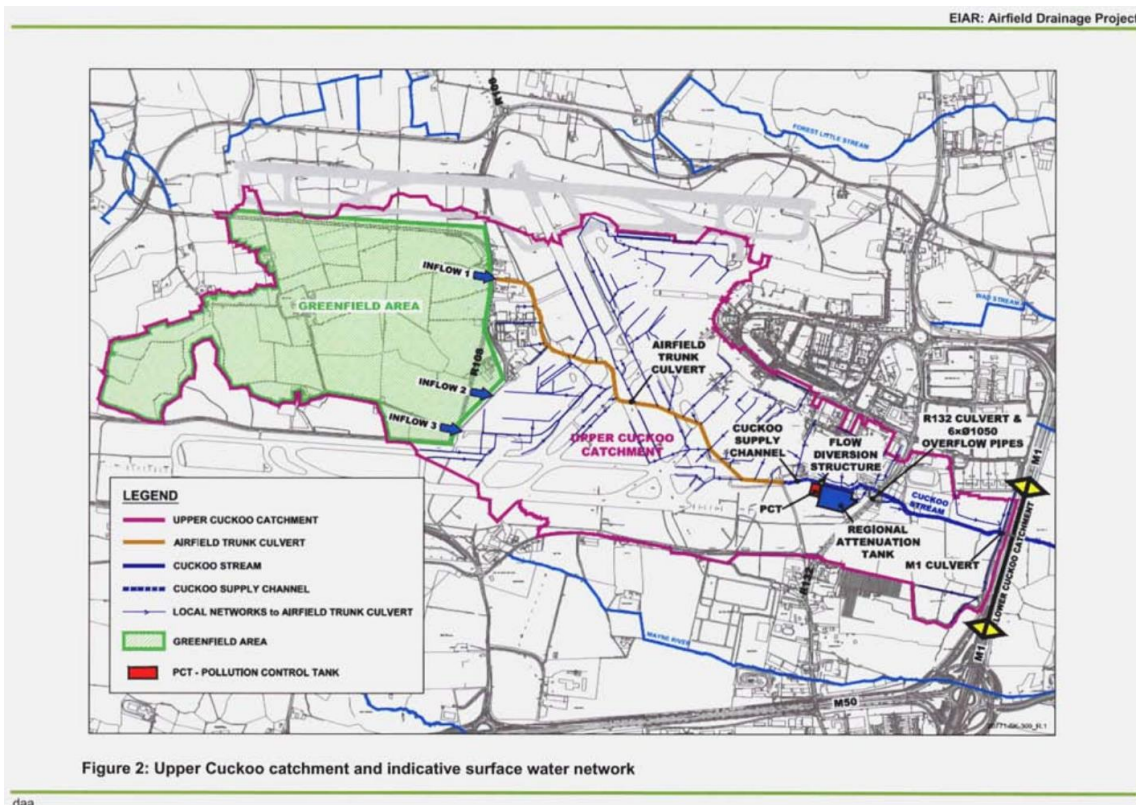 EIAR: Airfield Drainage Project
R108
FOREST LITTLE STREAM
INFLOW 1
GREENFIELD AREA
WAD STREAM
R108
AIRFIELD
TRUNK
CULVERT
INFLOW 2
INFLOW 3
UPPER CUCKOO
CATCHMENT
CUCKOO
SUPPLY
CHANNEL
FLOW
DIVERSION
STRUCTURE
R132 CULVERT &
6xØ1050
OVERFLOW PIPES
M1
CUCKOO
STREAM
PCT
REGIONAL
ATTENUATION
TANK
M1 CULVERT
LOWER CUCKOO CATCHMENT
R132
LEGEND
UPPER CUCKOO CATCHMENT
AIRFIELD TRUNK CULVERT
CUCKOO STREAM
CUCKOO SUPPLY CHANNEL
LOCAL NETWORKS to AIRFIELD TRUNK CULVERT
GREENFIELD AREA
PCT - POLLUTION CONTROL TANK
MAYNE RIVER
M1
M50
Figure 2: Upper Cuckoo catchment and indicative surface water network
daa